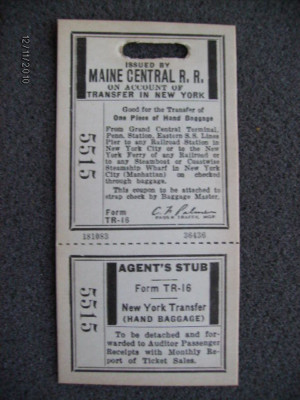 ISSUED BY
MAINE CENTRAL R. R.
ON ACCOUNT OF
TRANSFER IN NEW YORK
Good for the Transfer of
One Piece of Hand Baggage
From Grand Central Terminal,
Penn. Station, Eastern S.S. Lines
Pier to any Railroad Station in
New York City or to the New
York Ferry of any Railroad or
to any Steamboat or Coastwise
Steamship Wharf in New York
City (Manhattan) on checked
through baggage.
This coupon to be attached to
strap check by Baggage Master.
Form
TR-16
5515
181882
36436
AGENT'S STUB
Form TR-16
New York Transfer
(HAND BAGGAGE)
To be detached and for-
warded to Auditor Passenger
Receipts with Monthly Re-
port of Ticket Sales.
5515
12/11/2010